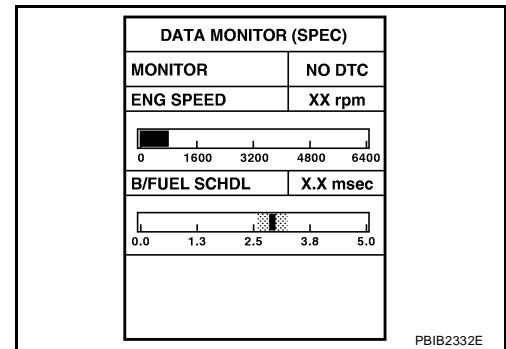 DATA MONITOR (SPEC)
MONITOR NO DTC
ENG SPEED XX rpm
0 1600 3200 4800 6400
B/FUEL SCHDL X.X msec
0.0 1.3 2.5 3.8 5.0
PBIB2332E